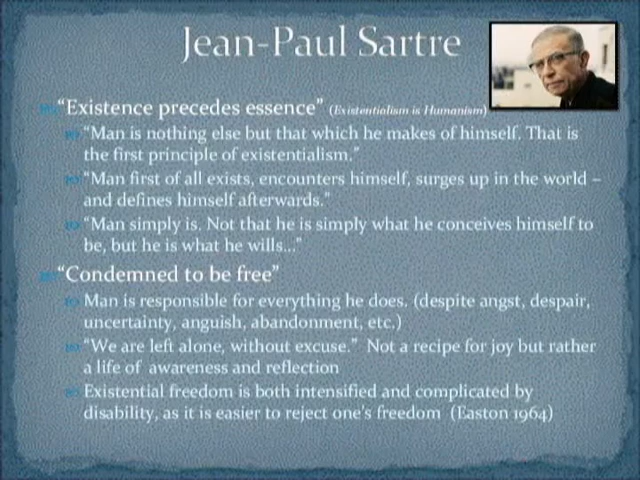 Jean-Paul Sartre
“Existence precedes essence” (Existentialism is Humanism)
“Man is nothing else but that which he makes of himself. That is
the first principle of existentialism.”
“Man first of all exists, encounters himself, surges up in the world –
and defines himself afterwards.”
“Man simply is. Not that he is simply what he conceives himself to
be, but he is what he wills…”
“Condemned to be free”
Man is responsible for everything he does. (despite angst, despair,
uncertainty, anguish, abandonment, etc.)
“We are left alone, without excuse.” Not a recipe for joy but rather
a life of awareness and reflection
Existential freedom is both intensified and complicated by
disability, as it is easier to reject one’s freedom (Easton 1964)